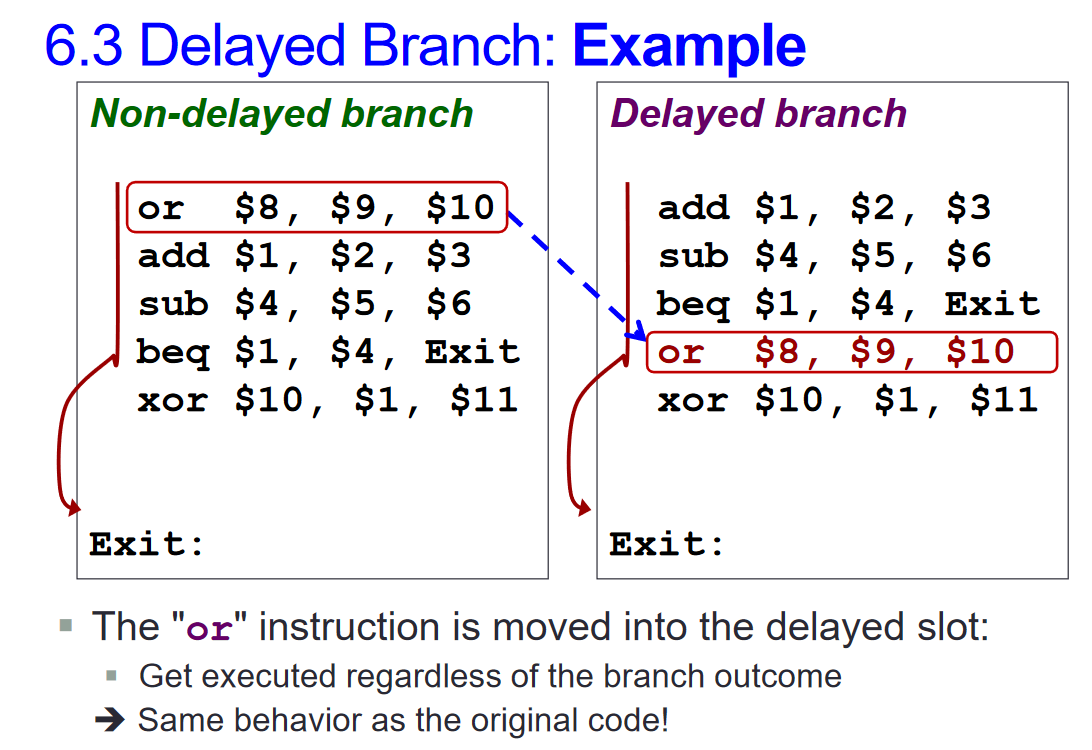 6.3 Delayed Branch: Example
Non-delayed branch
or $8, $9, $10
add $1, $2, $3
sub $4, $5, $6
beq $1, $4, Exit
xor $10, $1, $11
Exit:
Delayed branch
add $1, $2, $3
sub $4, $5, $6
beq $1, $4, Exit
or $8, $9, $10
xor $10, $1, $11
Exit:
▪ The "or" instruction is moved into the delayed slot:
▪ Get executed regardless of the branch outcome
➔ Same behavior as the original code!